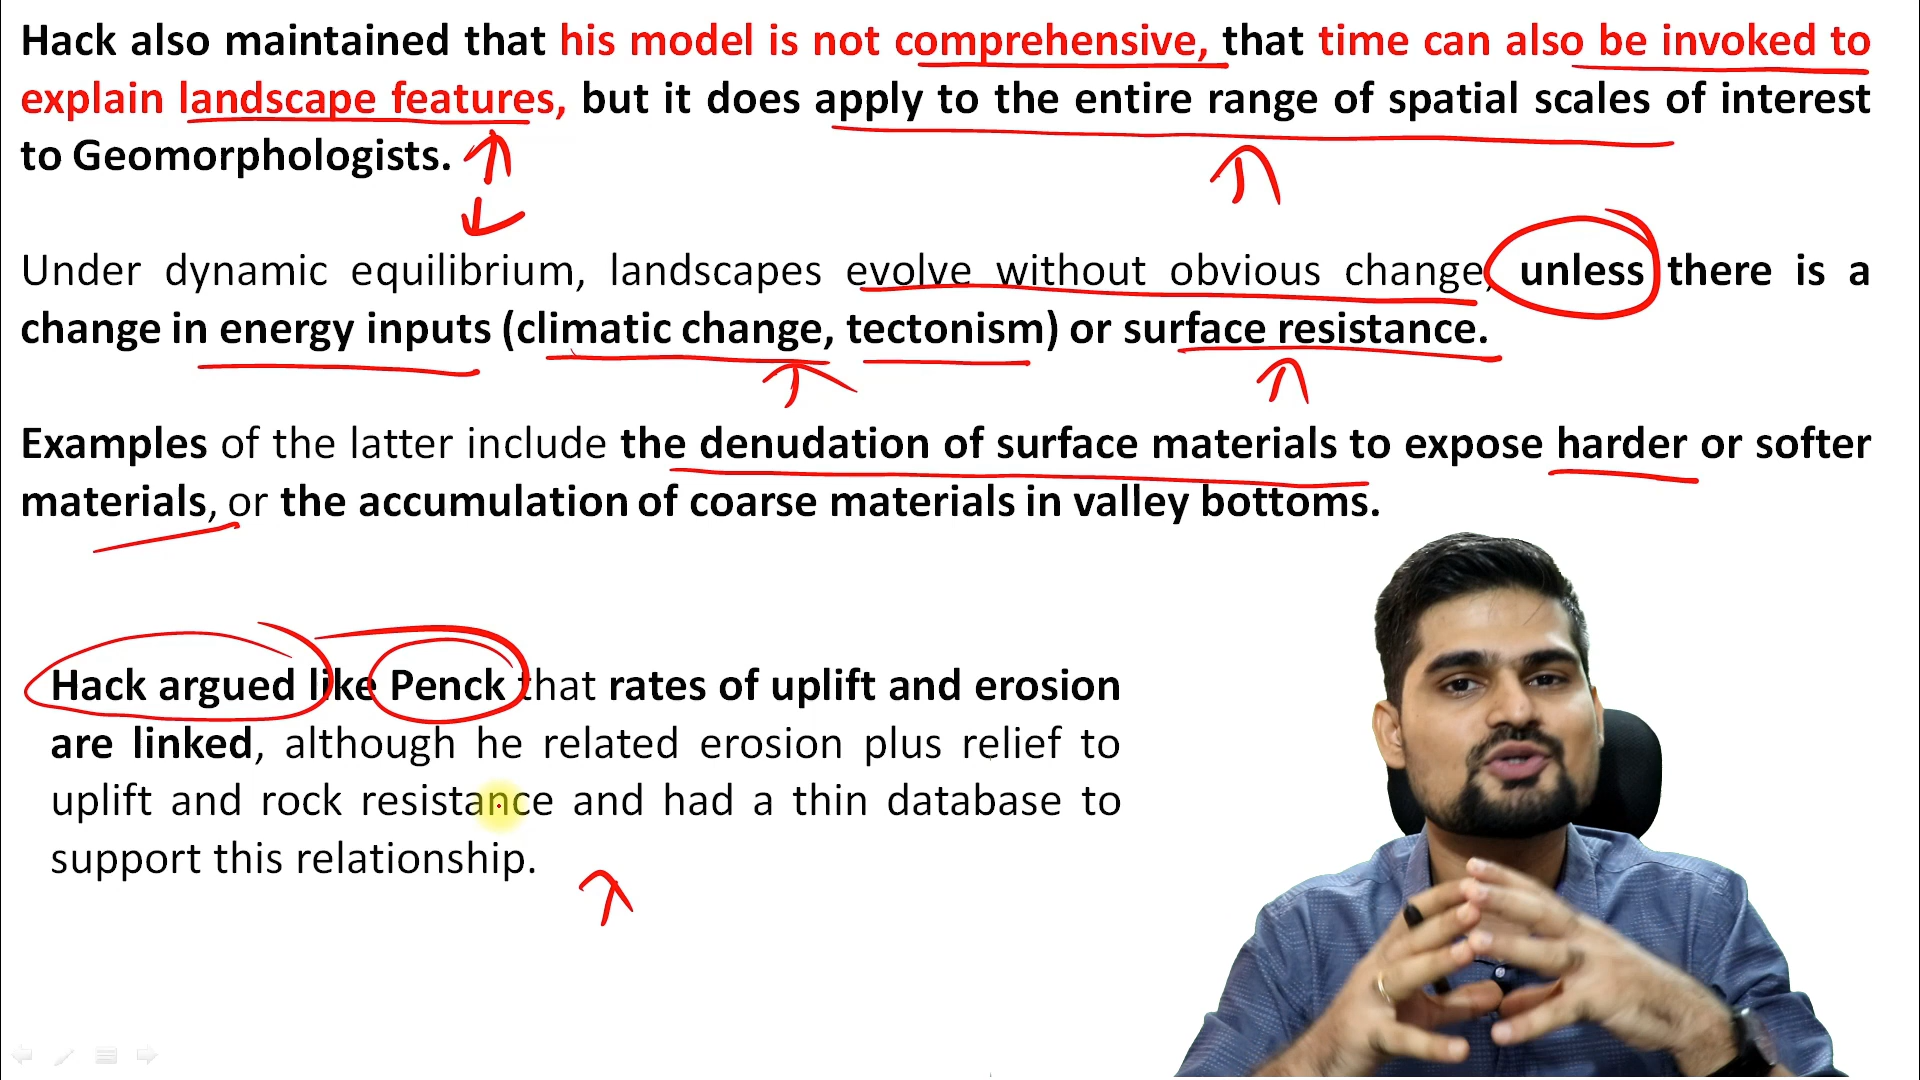 Hack also maintained that his model is not comprehensive, that time can also be invoked to
explain landscape features, but it does apply to the entire range of spatial scales of interest
to Geomorphologists.
Under dynamic equilibrium, landscapes evolve without obvious change, unless there is a
change in energy inputs (climatic change, tectonism) or surface resistance.
Examples of the latter include the denudation of surface materials to expose harder or softer
materials, or the accumulation of coarse materials in valley bottoms.
Hack argued like Penck that rates of uplift and erosion
are linked, although he related erosion plus relief to
uplift and rock resistance and had a thin database to
support this relationship.